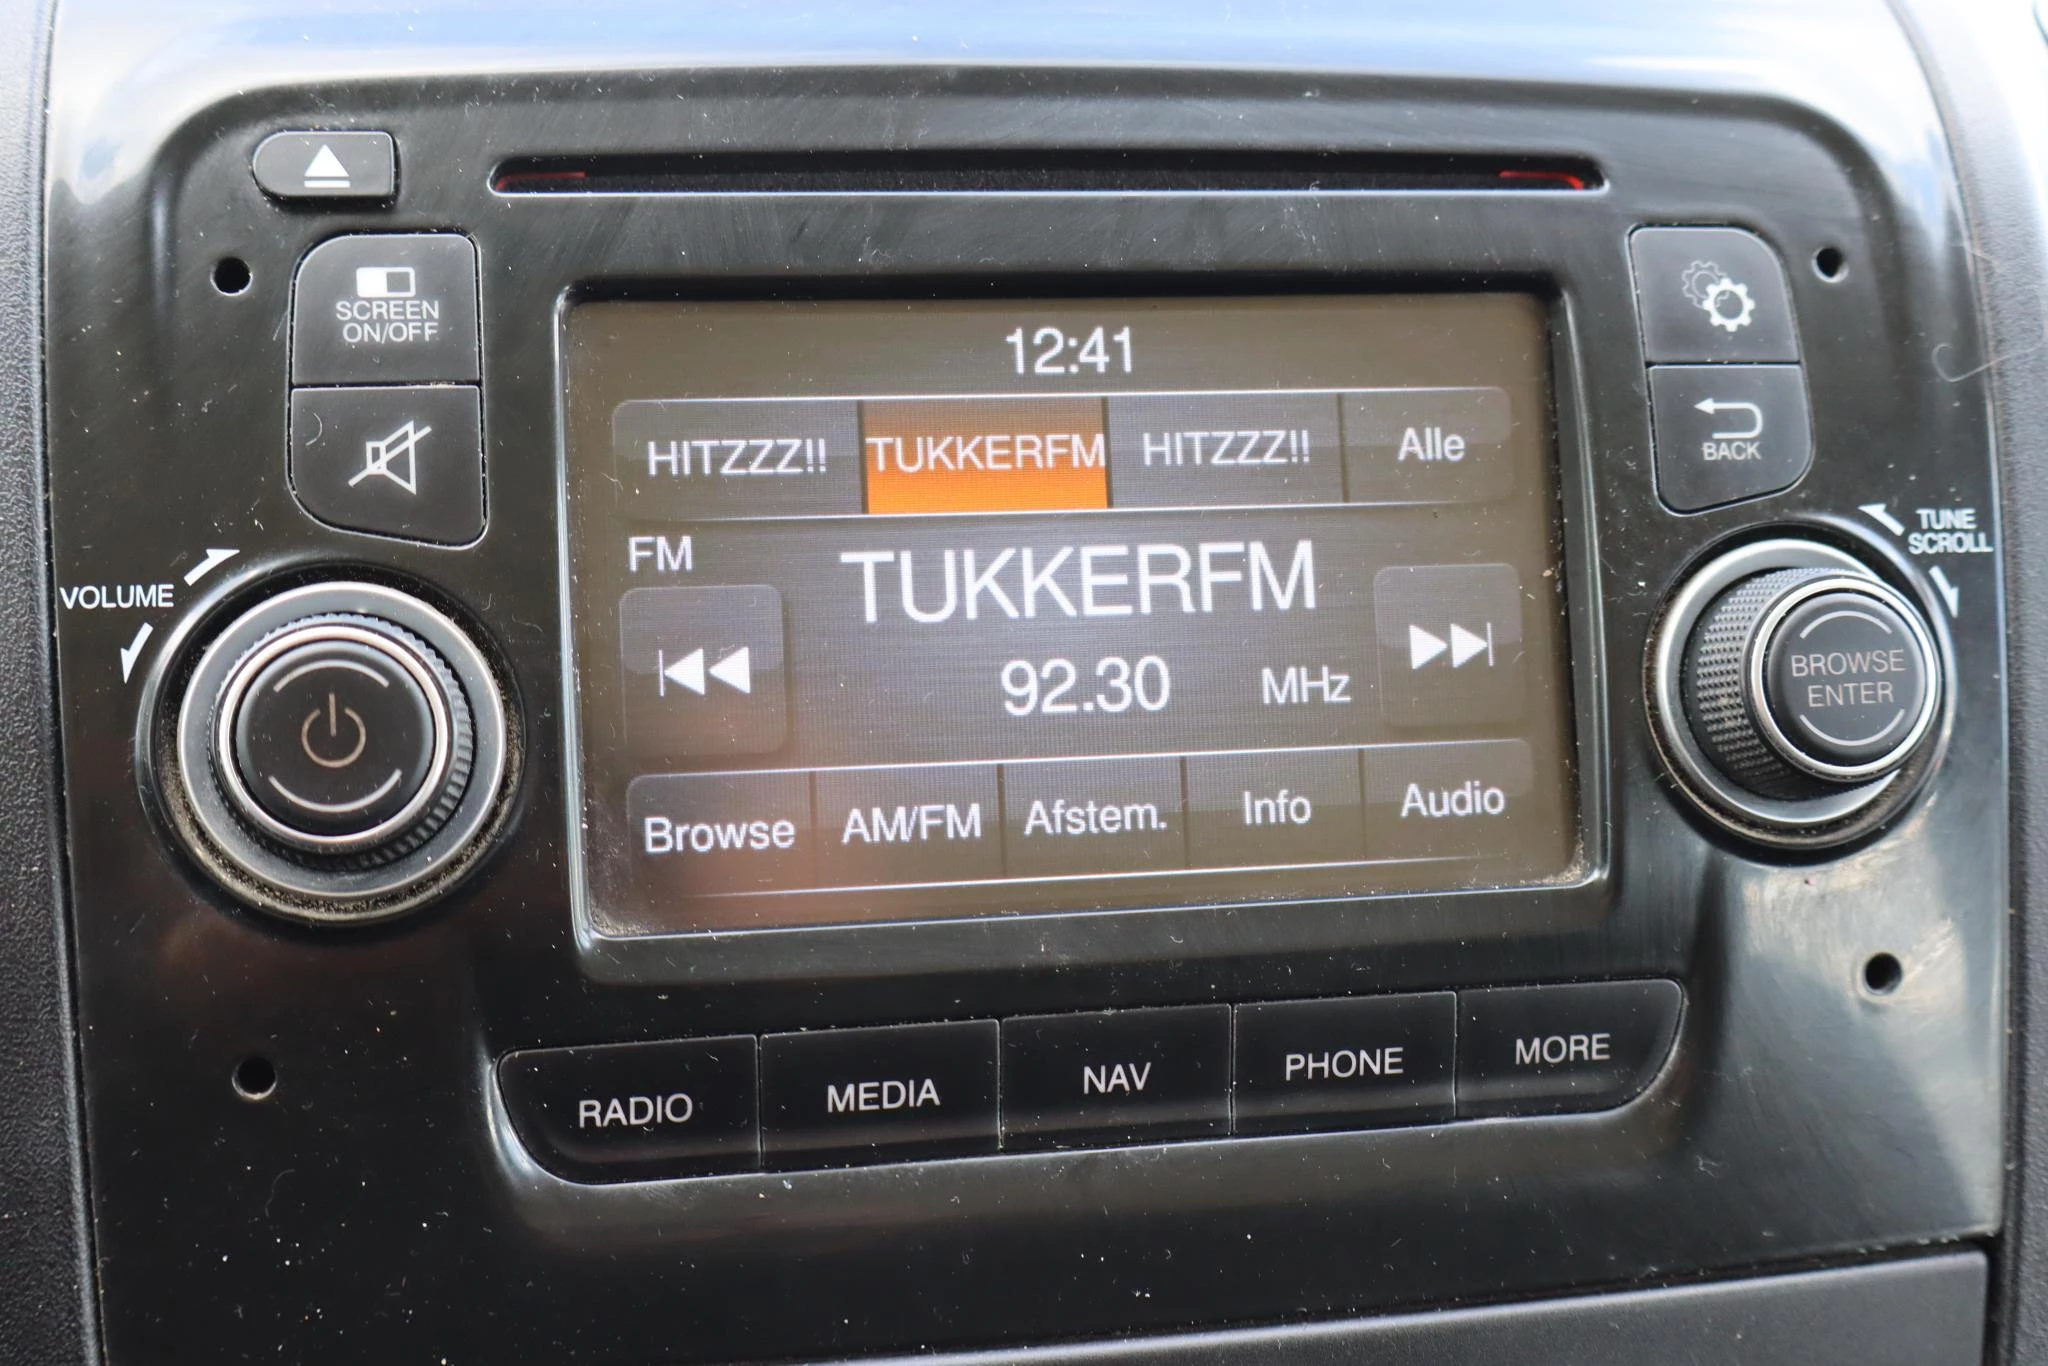 SCREEN
ON/OFF
12:41
HITZZZ!! TUKKERFM HITZZZ!! Alle
BACK
FM
TUKKERFM
92.30 MHz
VOLUME
TUNE
SCROLL
BROWSE
ENTER
Browse AM/FM Afstem. Info Audio
RADIO MEDIA NAV PHONE MORE